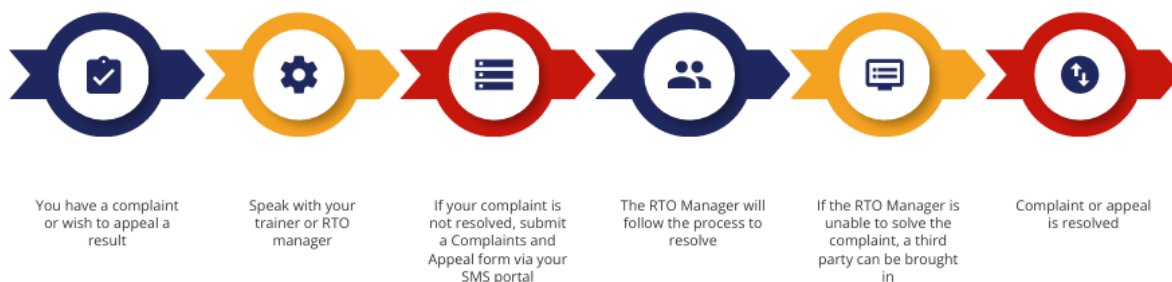 You have a complaint
or wish to appeal a
result
Speak with your
trainer or RTO
manager
If your complaint is
not resolved, submit
a Complaints and
Appeal form via your
SMS portal
The RTO Manager will
follow the process to
resolve
If the RTO Manager is
unable to solve the
complaint, a third
party can be brought
in
Complaint or appeal
is resolved